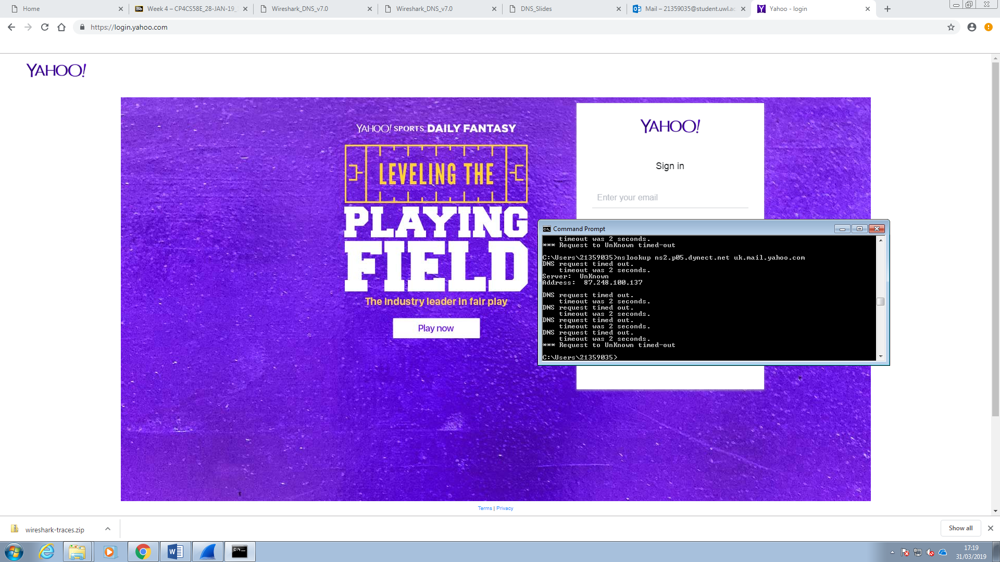 Home
Week 4 – CP4CS58E_28-JAN-19_
Wireshark_DNS_v7.0
Wireshark_DNS_v7.0
DNS_Slides
Mail – 21359035@student.uwl.ac
Yahoo - login
https://login.yahoo.com
YAHOO!
YAHOO! SPORTS DAILY FANTASY
LEVELING THE
PLAYING
FIELD
The industry leader in fair play
Play now
YAHOO!
Sign in
Enter your email
Command Prompt
timeout was 2 seconds.
*** Request to UnKnown timed-out
C:\Users\21359035>nslookup ns2.p05.dynect.net uk.mail.yahoo.com
DNS request timed out.
timeout was 2 seconds.
Server:  UnKnown
Address:  87.248.100.137
DNS request timed out.
timeout was 2 seconds.
DNS request timed out.
timeout was 2 seconds.
DNS request timed out.
timeout was 2 seconds.
DNS request timed out.
timeout was 2 seconds.
*** Request to UnKnown timed-out
C:\Users\21359035>
Terms | Privacy
wireshark-traces.zip
Show all
17:19
31/03/2019